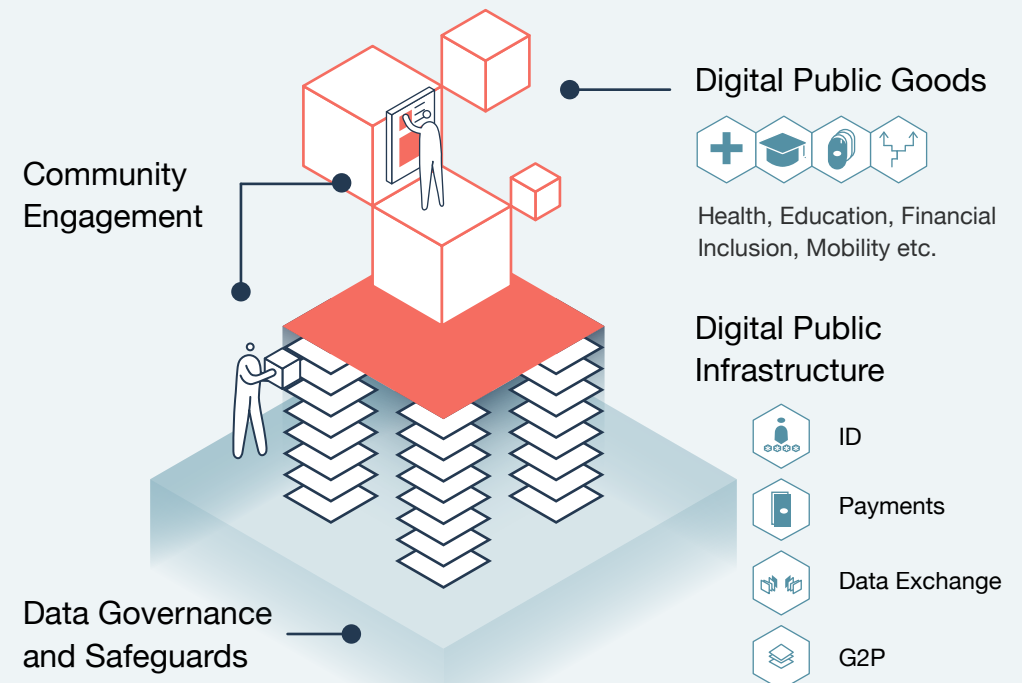 Community
Engagement
Digital Public Goods
Health, Education, Financial
Inclusion, Mobility etc.
Digital Public
Infrastructure
ID
Payments
Data Exchange
G2P
Data Governance
and Safeguards